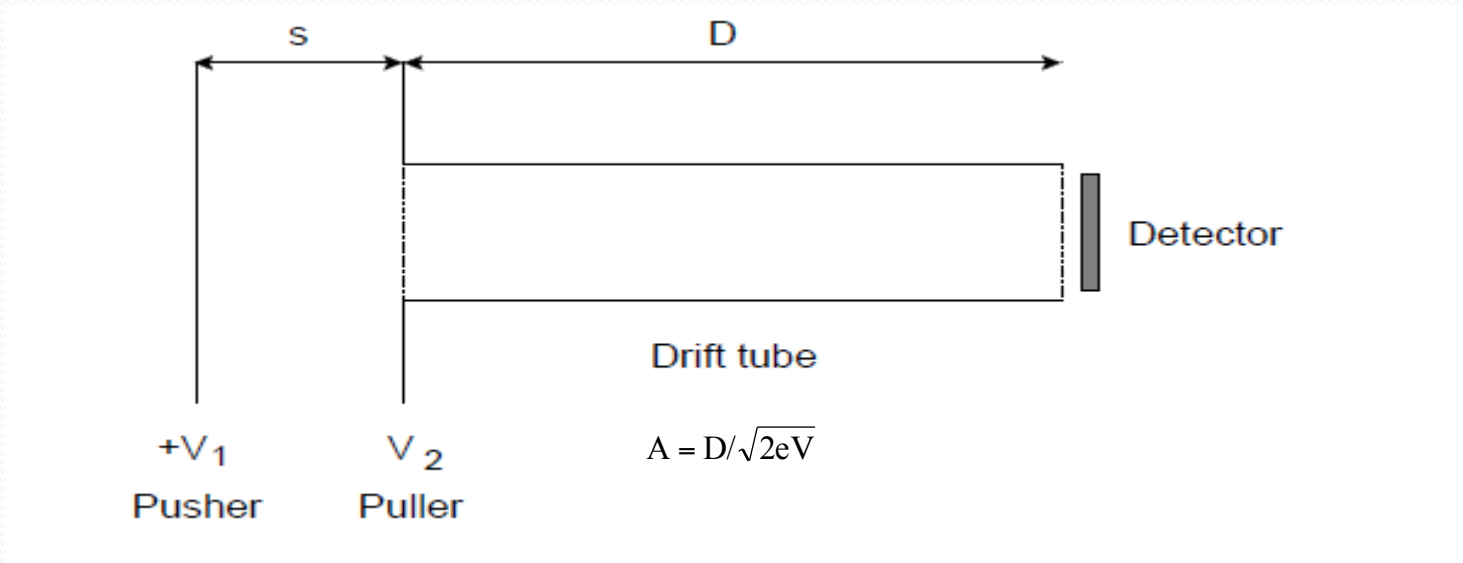 s
D
Detector
Drift tube
+V1
V2
A = D/√2eV
Pusher
Puller